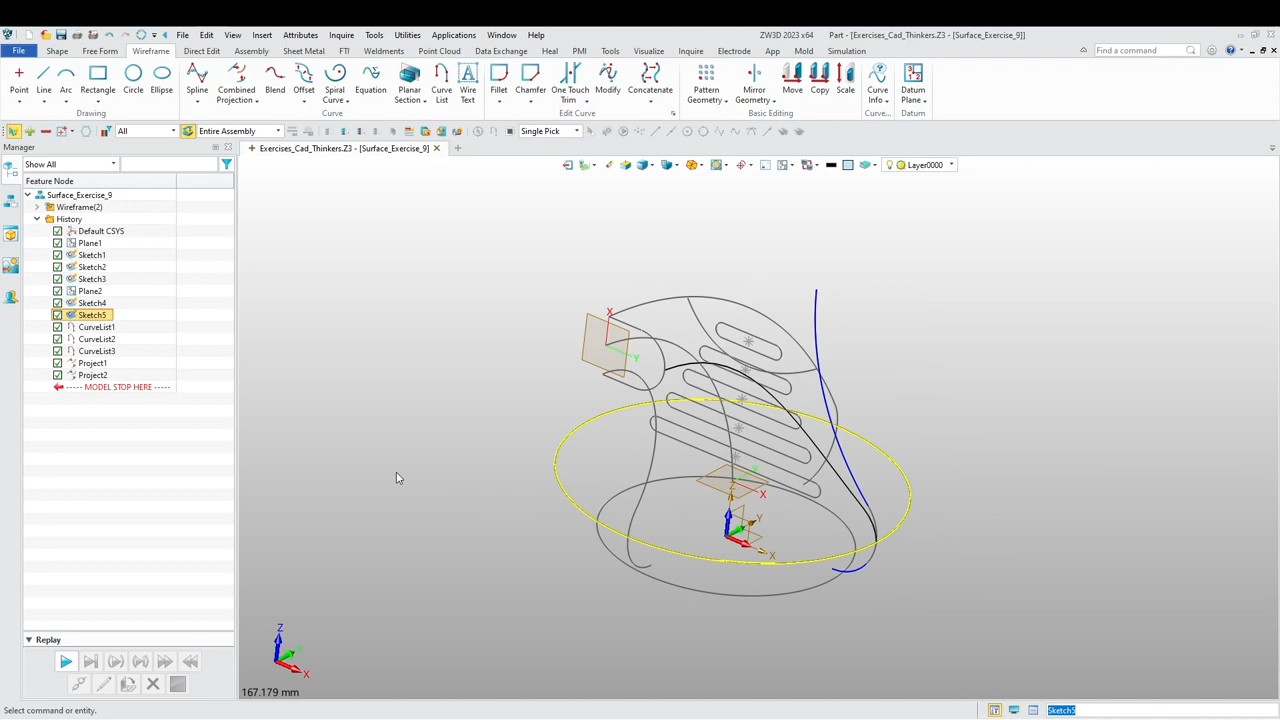 File Edit View Insert Attributes Inquire Tools Utilities Applications Window Help ZW3D 2023 x64 Part - [Exercises_Cad_Thinkers.Z3 - [Surface_Exercise_9]]
File Shape Free Form Wireframe Direct Edit Assembly Sheet Metal FTI Weldments Point Cloud Data Exchange Heal PMI Tools Visualize Inquire Electrode App Mold Simulation Find a command
Point Line Arc Rectangle Circle Ellipse Spline Combined Projection Blend Offset Spiral Curve Equation Planar Section Curve List Wire Text Fillet Chamfer One Touch Trim Modify Concatenate Pattern Geometry Mirror Geometry Move Copy Scale Curve Info Datum Plane
Drawing Curve Edit Curve Basic Editing Curve... Datum
All Entire Assembly Single Pick
Manager Exercises_Cad_Thinkers.Z3 - [Surface_Exercise_9]
Show All Layer0000
Feature Node
Surface_Exercise_9
Wireframe(2)
History
Default CSYS
Plane1
Sketch1
Sketch2
Sketch3
Plane2
Sketch4
Sketch5
CurveList1
CurveList2
CurveList3
Project1
Project2
----- MODEL STOP HERE -----
X
Y
X
Y
X
Z
X
Replay
167.179 mm
Select command or entity. Sketch5